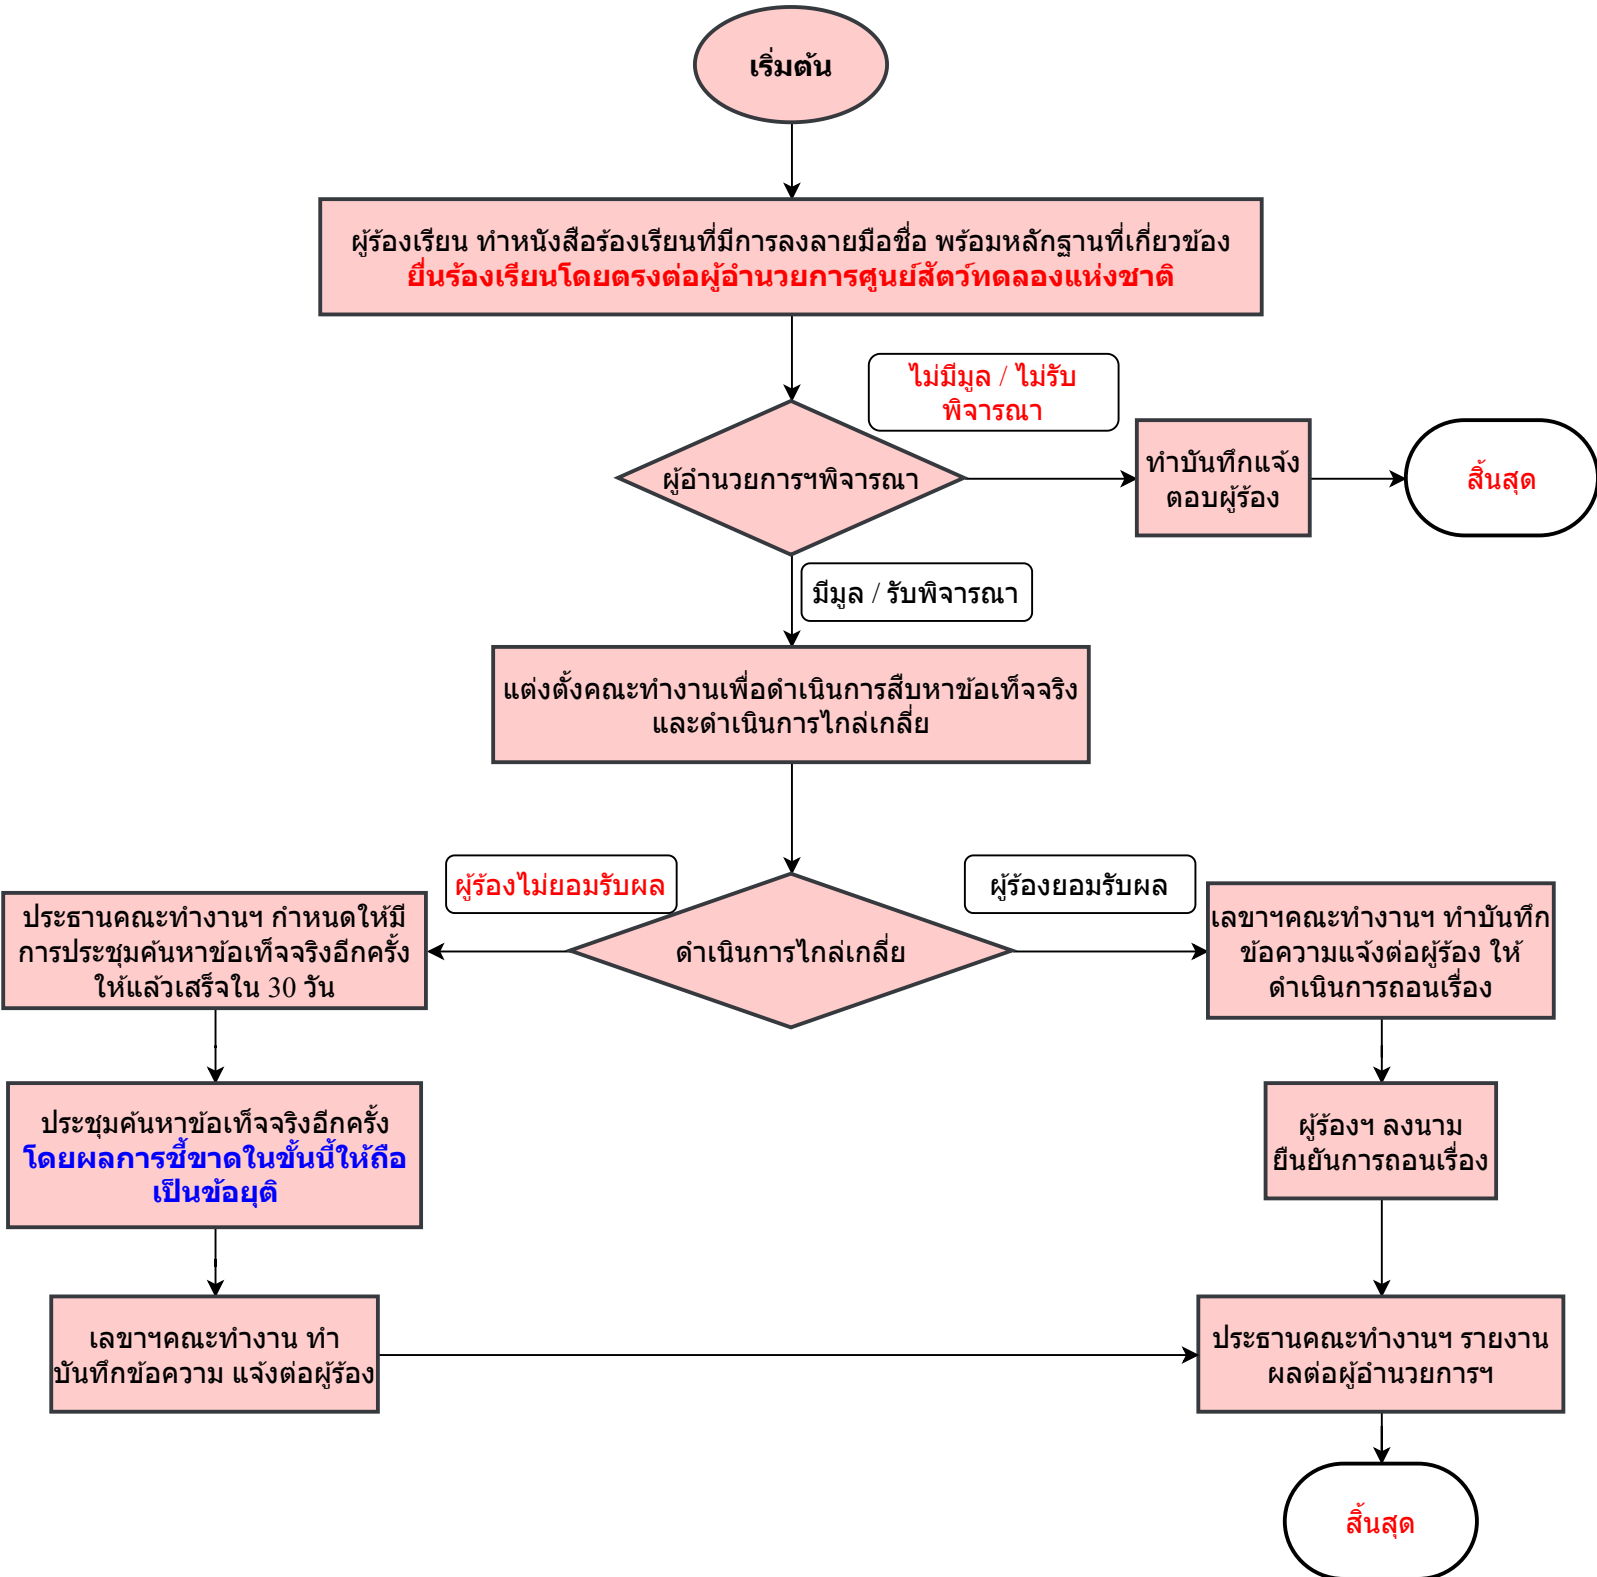 เริ่มต้น
ผู้ร้องเรียน ทำหนังสือร้องเรียนที่มีการลงลายมือชื่อ พร้อมหลักฐานที่เกี่ยวข้อง
ยื่นร้องเรียนโดยตรงต่อผู้อำนวยการศูนย์สัตว์ทดลองแห่งชาติ
ไม่มีมูล / ไม่รับ
พิจารณา
ผู้อำนวยการฯพิจารณา
ทำบันทึกแจ้ง
ตอบผู้ร้อง
สิ้นสุด
มีมูล / รับพิจารณา
แต่งตั้งคณะทำงานเพื่อดำเนินการสืบหาข้อเท็จจริง
และดำเนินการไกล่เกลี่ย
ผู้ร้องไม่ยอมรับผล
ผู้ร้องยอมรับผล
ประธานคณะทำงานฯ กำหนดให้มี
การประชุมค้นหาข้อเท็จจริงอีกครั้ง
ให้แล้วเสร็จใน 30 วัน
ดำเนินการไกล่เกลี่ย
เลขาฯคณะทำงานฯ ทำบันทึก
ข้อความแจ้งต่อผู้ร้อง ให้
ดำเนินการถอนเรื่อง
ประชุมค้นหาข้อเท็จจริงอีกครั้ง
โดยผลการชี้ขาดในขั้นนี้ให้ถือ
เป็นข้อยุติ
ผู้ร้องฯ ลงนาม
ยืนยันการถอนเรื่อง
เลขาฯคณะทำงาน ทำ
บันทึกข้อความ แจ้งต่อผู้ร้อง
ประธานคณะทำงานฯ รายงาน
ผลต่อผู้อำนวยการฯ
สิ้นสุด